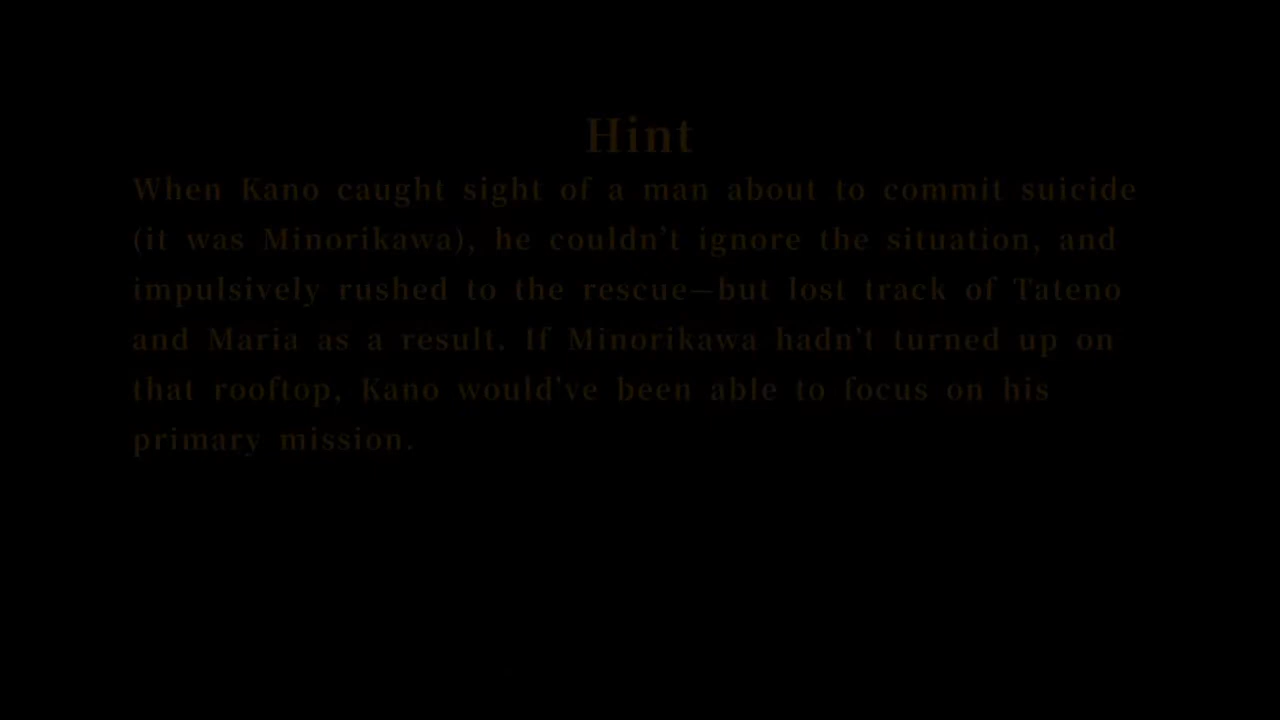 Hint
When Kano caught sight of a man about to commit suicide
(it was Minorikawa), he couldn't ignore the situation, and
impulsively rushed to the rescue—but lost track of Tateno
and Maria as a result. If Minorikawa hadn't turned up on
that rooftop, Kano would've been able to focus on his
primary mission.